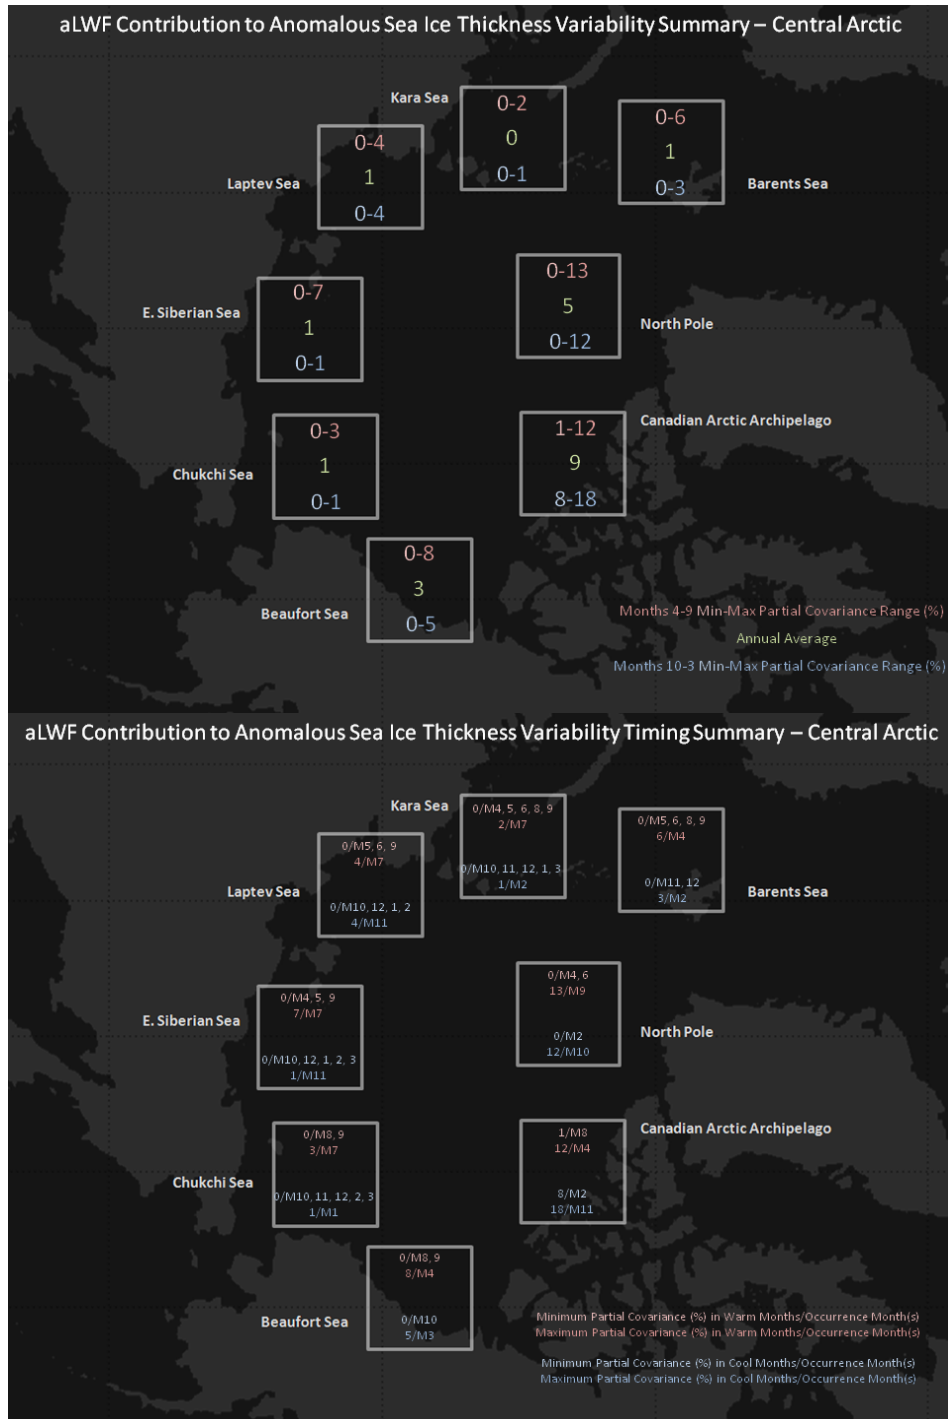 aLWF Contribution to Anomalous Sea Ice Thickness Variability Summary – Central Arctic
Kara Sea
0-2
0
0-1
0-6
1
0-3
Barents Sea
Laptev Sea
0-4
1
0-4
E. Siberian Sea
0-7
1
0-1
0-13
5
0-12
North Pole
Chukchi Sea
0-3
1
0-1
1-12
9
8-18
Canadian Arctic Archipelago
Beaufort Sea
0-8
3
0-5
Months 4-9 Min-Max Partial Covariance Range (%)
Annual Average
Months 10-3 Min-Max Partial Covariance Range (%)
aLWF Contribution to Anomalous Sea Ice Thickness Variability Timing Summary – Central Arctic
Kara Sea
0/M4, 5, 6, 8, 9
2/M7
0/M10, 11, 12, 1, 3
1/M2
0/M5, 6, 8, 9
6/M4
0/M11, 12
3/M2
Barents Sea
Laptev Sea
0/M5, 6, 9
4/M7
0/M10, 12, 1, 2
4/M11
E. Siberian Sea
0/M4, 5, 9
7/M7
0/M10, 12, 1, 2, 3
1/M11
0/M4, 6
13/M9
0/M2
12/M10
North Pole
Chukchi Sea
0/M8, 9
3/M7
0/M10, 11, 12, 2, 3
1/M1
1/M8
12/M4
8/M2
18/M11
Canadian Arctic Archipelago
Beaufort Sea
0/M8, 9
8/M4
0/M10
5/M3
Minimum Partial Covariance (%) in Warm Months/Occurrence Month(s)
Maximum Partial Covariance (%) in Warm Months/Occurrence Month(s)
Minimum Partial Covariance (%) in Cool Months/Occurrence Month(s)
Maximum Partial Covariance (%) in Cool Months/Occurrence Month(s)